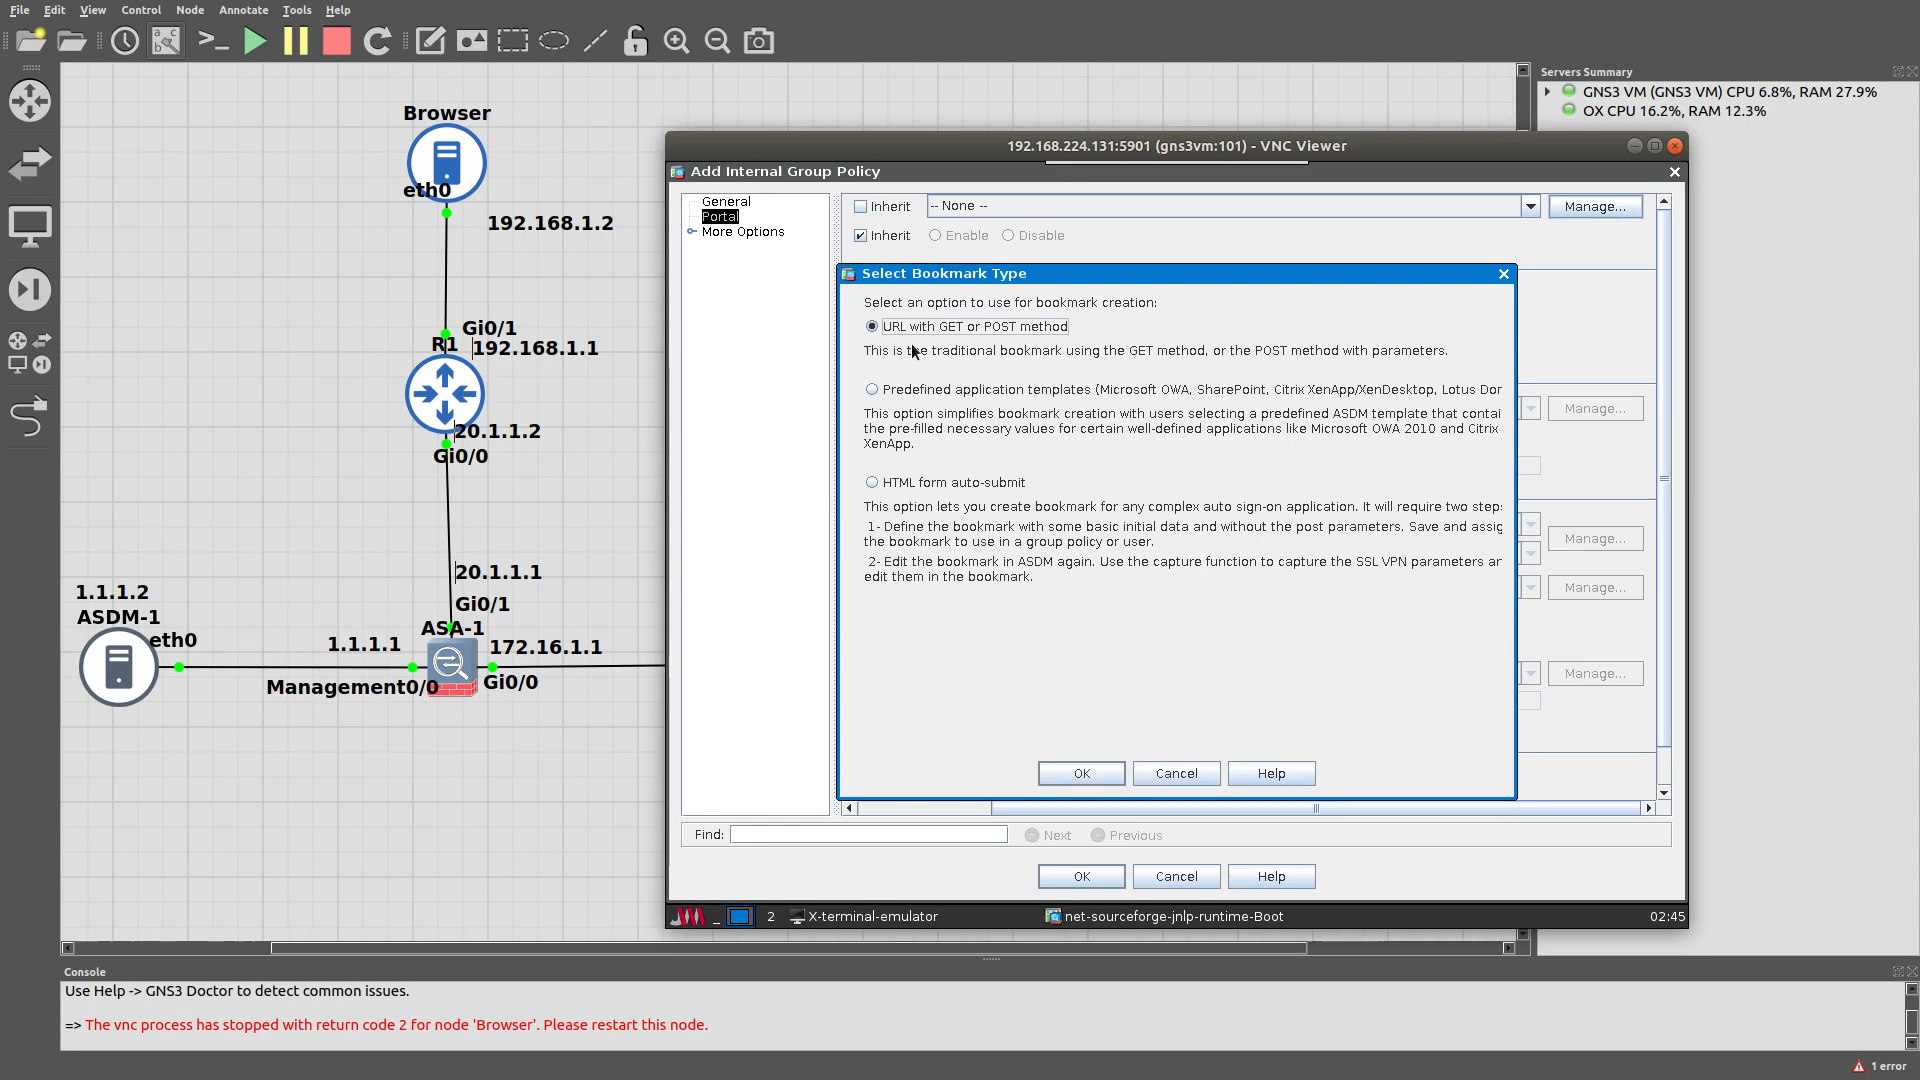 File Edit View Control Node Annotate Tools Help
Servers Summary
GNS3 VM (GNS3 VM) CPU 6.8%, RAM 27.9%
OX CPU 16.2%, RAM 12.3%
Browser
eth0
192.168.1.2
Gi0/1
R1
192.168.1.1
20.1.1.2
Gi0/0
20.1.1.1
Gi0/1
1.1.1.2
ASDM-1
eth0
1.1.1.1
ASA-1
172.16.1.1
Management0/0
Gi0/0
192.168.224.131:5901 (gns3vm:101) - VNC Viewer
Add Internal Group Policy
General
Portal
More Options
Inherit -- None -- Manage...
Inherit Enable Disable
Select Bookmark Type
Select an option to use for bookmark creation:
URL with GET or POST method
This is the traditional bookmark using the GET method, or the POST method with parameters.
Predefined application templates (Microsoft OWA, SharePoint, Citrix XenApp/XenDesktop, Lotus Dor
This option simplifies bookmark creation with users selecting a predefined ASDM template that contai
the pre-filled necessary values for certain well-defined applications like Microsoft OWA 2010 and Citrix
XenApp.
HTML form auto-submit
This option lets you create bookmark for any complex auto sign-on application. It will require two step
1- Define the bookmark with some basic initial data and without the post parameters. Save and assig
the bookmark to use in a group policy or user.
2- Edit the bookmark in ASDM again. Use the capture function to capture the SSL VPN parameters ar
edit them in the bookmark.
OK Cancel Help
Manage...
Manage...
Manage...
Manage...
Find: Next Previous
OK Cancel Help
2 X-terminal-emulator net-sourceforge-jnlp-runtime-Boot 02:45
Console
Use Help -> GNS3 Doctor to detect common issues.
=> The vnc process has stopped with return code 2 for node 'Browser'. Please restart this node.
1 error